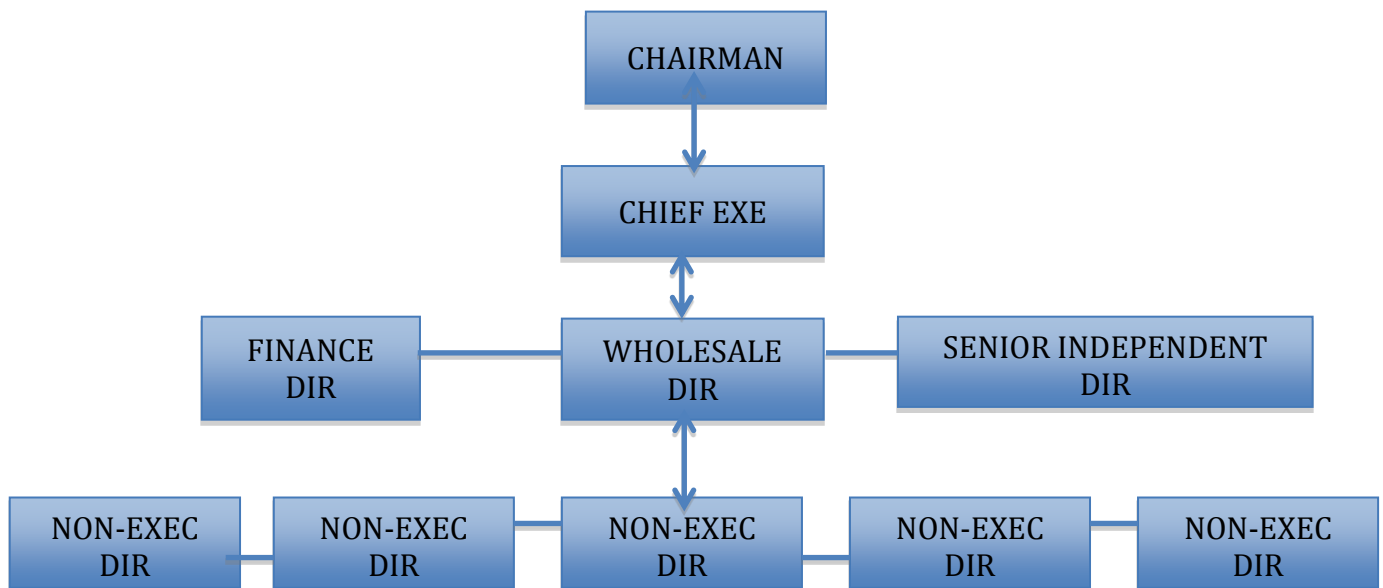 CHAIRMAN
CHIEF EXE
FINANCE
DIR
WHOLESALE
DIR
SENIOR INDEPENDENT
DIR
NON-EXEC
DIR
NON-EXEC
DIR
NON-EXEC
DIR
NON-EXEC
DIR
NON-EXEC
DIR